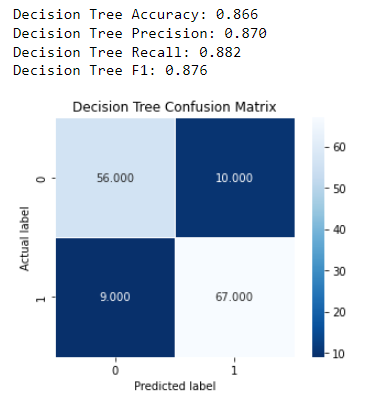 Decision Tree Accuracy: 0.866
Decision Tree Precision: 0.870
Decision Tree Recall: 0.882
Decision Tree F1: 0.876
Decision Tree Confusion Matrix
Actual label
0
56.000
10.000
1
9.000
67.000
0
1
Predicted label
60
50
40
30
20
10